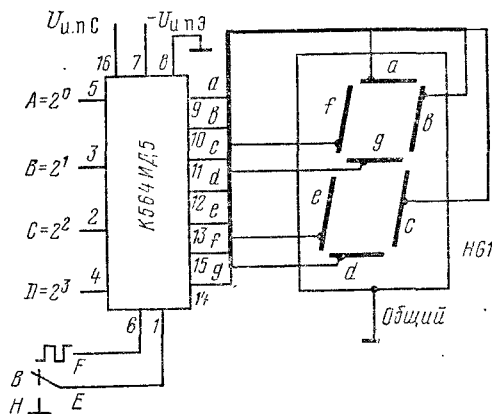 Uи.п С
-Uи.п Э
16
7
8
A=2⁰
5
B=2¹
3
C=2²
2
D=2³
4
К564ИД5
a
9
b
10
c
11
d
12
e
13
f
15
g
14
6
1
F
B
H
E
a
f
b
g
e
c
d
HG1
Общий